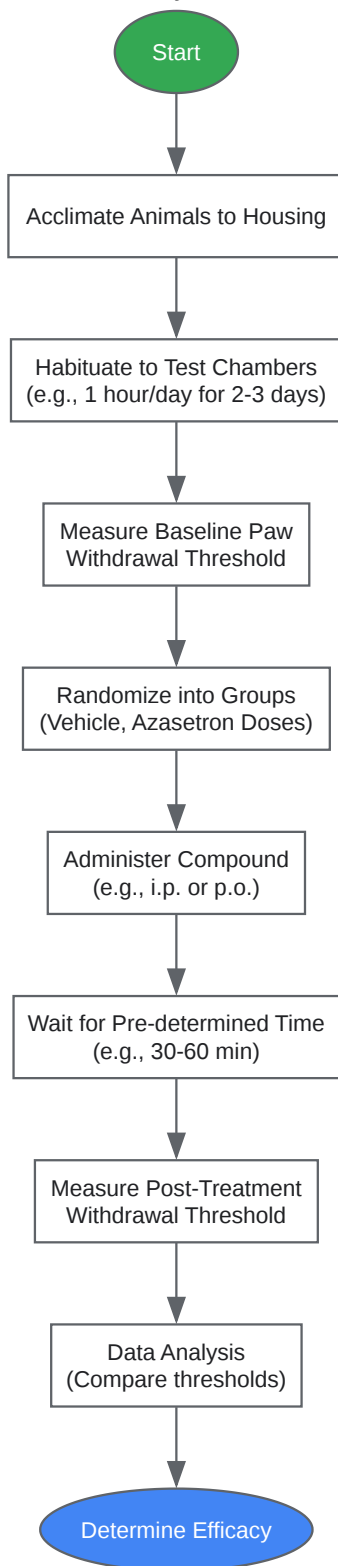 Start
Acclimate Animals to Housing
Habituate to Test Chambers
(e.g., 1 hour/day for 2-3 days)
Measure Baseline Paw
Withdrawal Threshold
Randomize into Groups
(Vehicle, Azasetron Doses)
Administer Compound
(e.g., i.p. or p.o.)
Wait for Pre-determined Time
(e.g., 30-60 min)
Measure Post-Treatment
Withdrawal Threshold
Data Analysis
(Compare thresholds)
Determine Efficacy